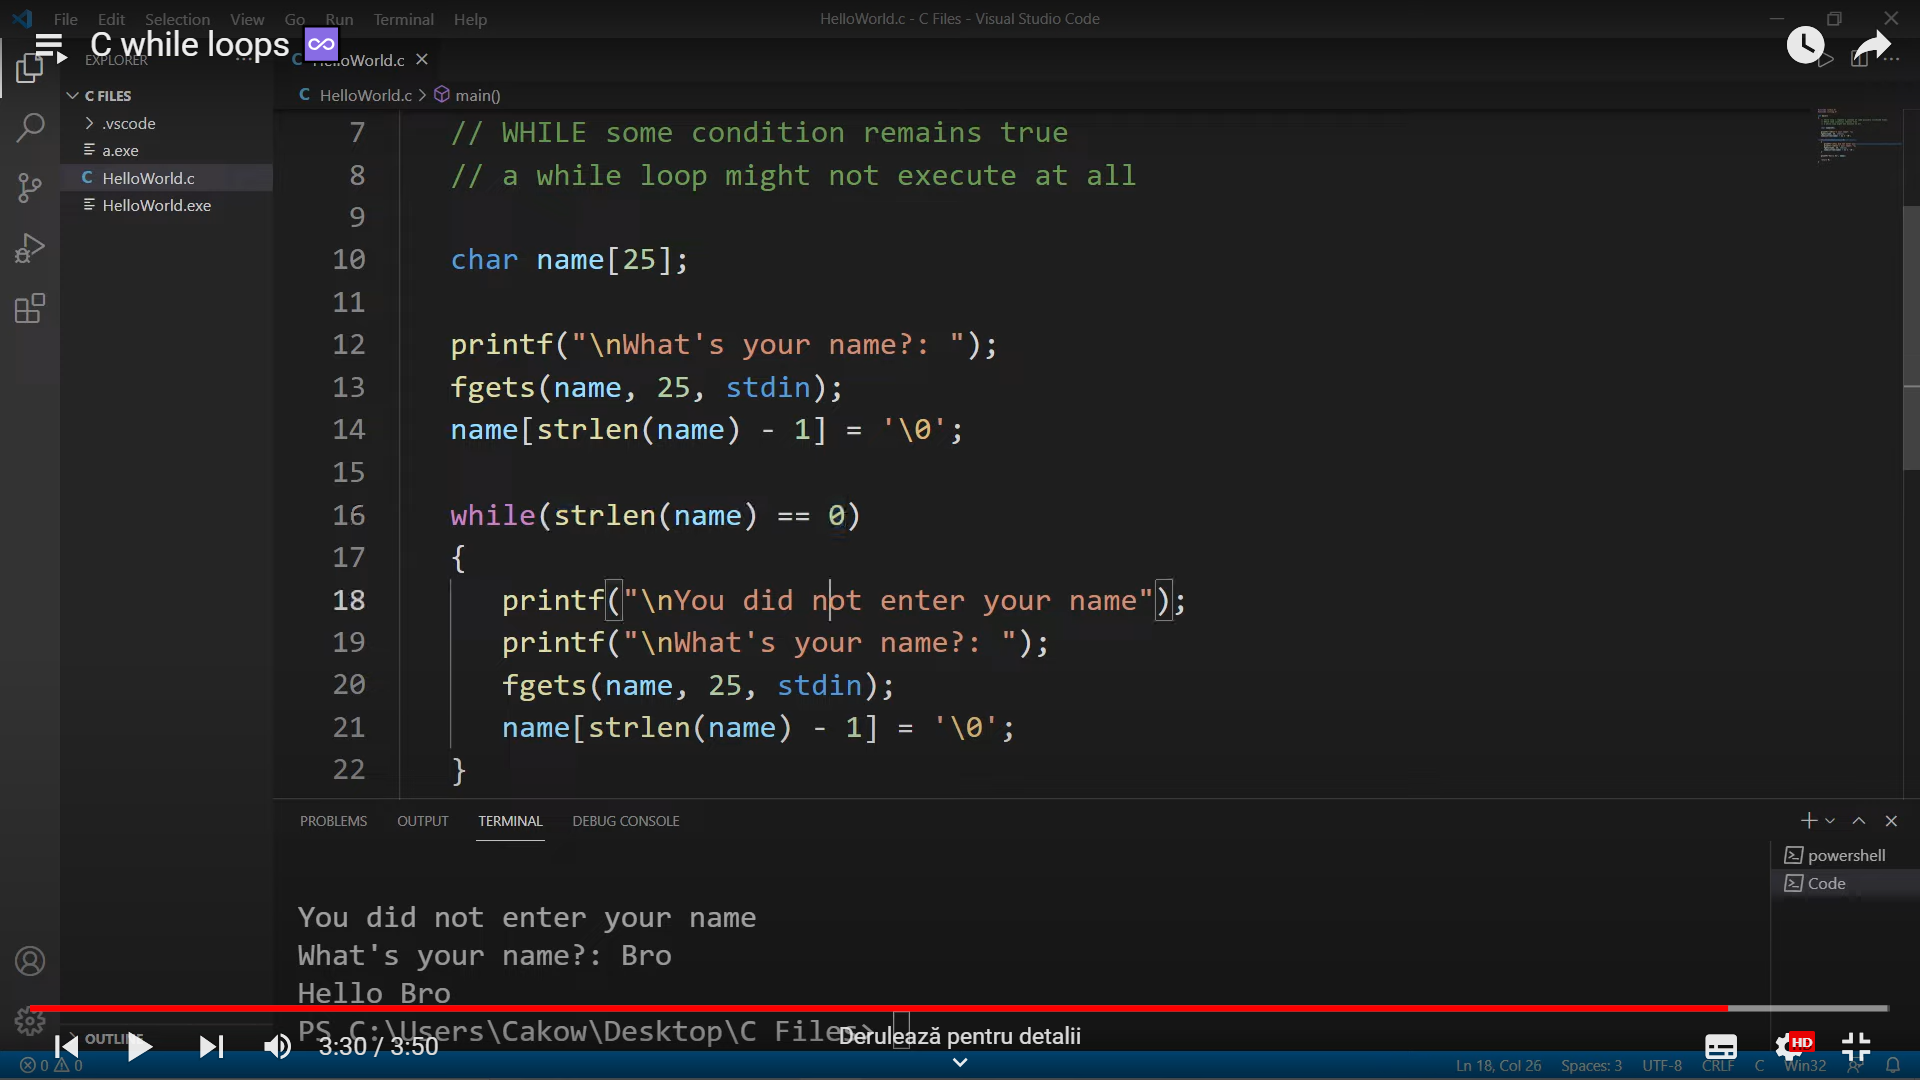 File Edit Selection View Go Run Terminal Help
HelloWorld.c - C Files - Visual Studio Code
C while loops
EXPLORER
HelloWorld.c
C FILES
.vscode
a.exe
C HelloWorld.c
HelloWorld.exe
C HelloWorld.c > main()
7 // WHILE some condition remains true
8 // a while loop might not execute at all
9
10 char name[25];
11
12 printf("\nWhat's your name?: ");
13 fgets(name, 25, stdin);
14 name[strlen(name) - 1] = '\0';
15
16 while(strlen(name) == 0)
17 {
18 printf("\nYou did not enter your name");
19 printf("\nWhat's your name?: ");
20 fgets(name, 25, stdin);
21 name[strlen(name) - 1] = '\0';
22 }
PROBLEMS OUTPUT TERMINAL DEBUG CONSOLE
powershell
Code
You did not enter your name
What's your name?: Bro
Hello Bro
PS C:\Users\Cakow\Desktop\C Files>
OUTLINE
3:30 / 3:50
Derulează pentru detalii
HD
0 0
Ln 18, Col 26 Spaces: 3 UTF-8 CRLF C Win32